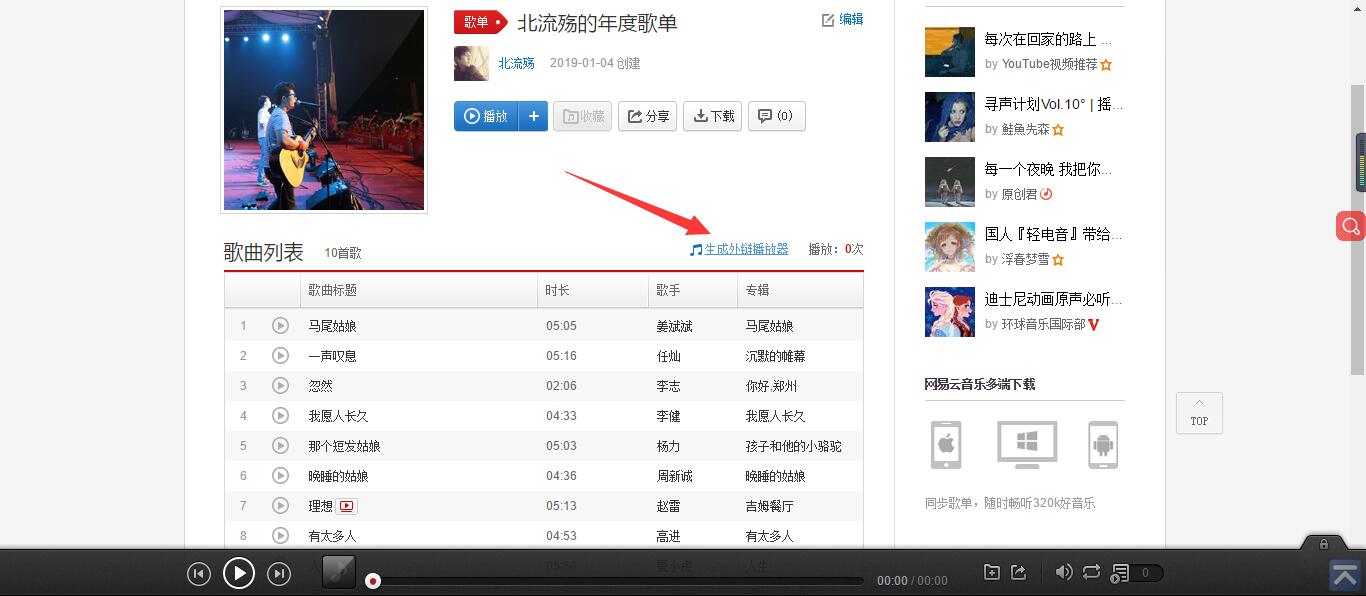 歌单 北流殇的年度歌单
编辑
北流殇 2019-01-04 创建
播放 + 收藏 分享 下载 (0)
歌曲列表 10首歌
生成外链播放器 播放：0次
歌曲标题 时长 歌手 专辑
1 马尾姑娘 05:05 姜斌斌 马尾姑娘
2 一声叹息 05:16 任灿 沉默的帷幕
3 忽然 02:06 李志 你好,郑州
4 我愿人长久 04:33 李健 我愿人长久
5 那个短发姑娘 05:03 杨力 孩子和他的小骆驼
6 晚睡的姑娘 04:36 周新诚 晚睡的姑娘
7 理想 05:13 赵雷 吉姆餐厅
8 有太多人 04:53 高进 有太多人
每次在回家的路上 ...
by YouTube视频推荐
寻声计划Vol.10° | 摇...
by 鲑魚先森
每一个夜晚 我把你...
by 原创君
国人『轻电音』带给...
by 浮春梦雪
迪士尼动画原声必听...
by 环球音乐国际部
网易云音乐多端下载
同步歌单，随时畅听320k好音乐
TOP
00:00 / 00:00
0